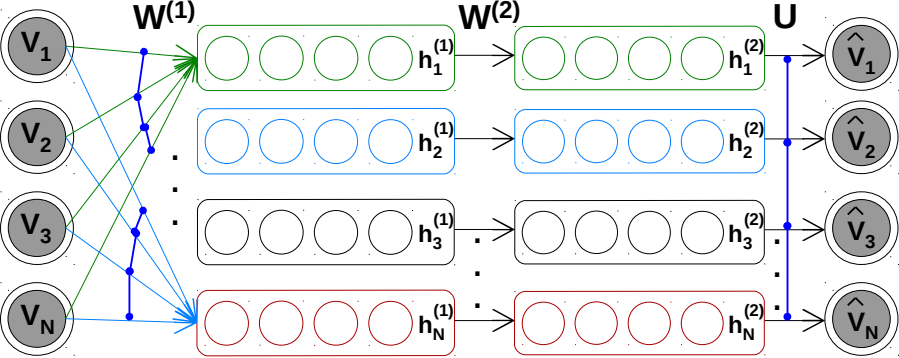 W(1) W(2) U
V1 h1(1) h1(2) V̂1
V2 h2(1) h2(2) V̂2
V3 h3(1) h3(2) V̂3
VN hN(1) hN(2) V̂N